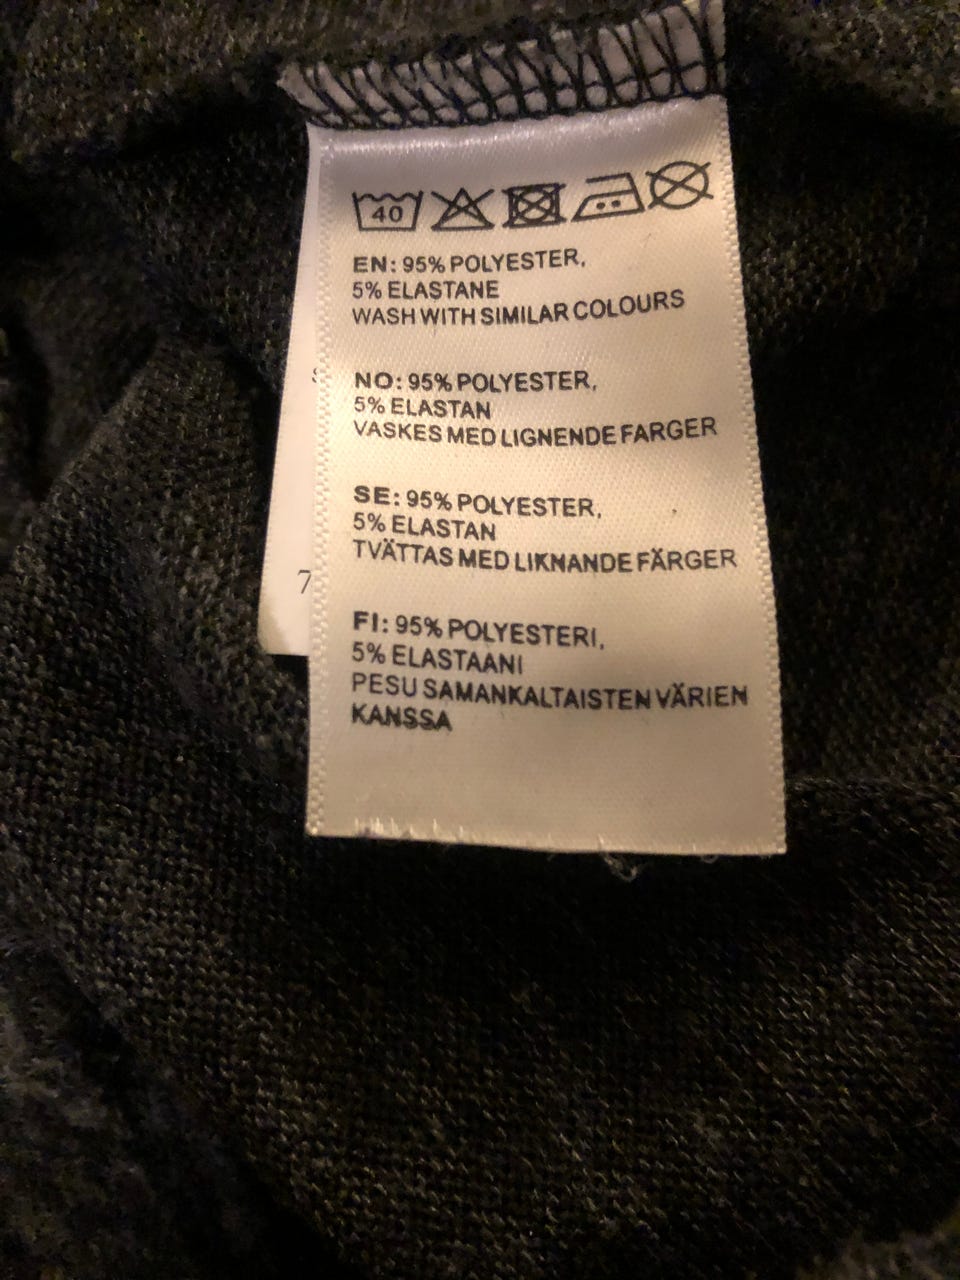 40
EN: 95% POLYESTER,
5% ELASTANE
WASH WITH SIMILAR COLOURS
NO: 95% POLYESTER,
5% ELASTAN
VASKES MED LIGNENDE FARGER
SE: 95% POLYESTER,
5% ELASTAN
TVÄTTAS MED LIKNANDE FÄRGER
7
FI: 95% POLYESTERI,
5% ELASTAANI
PESU SAMANKALTAISTEN VÄRIEN
KANSSA